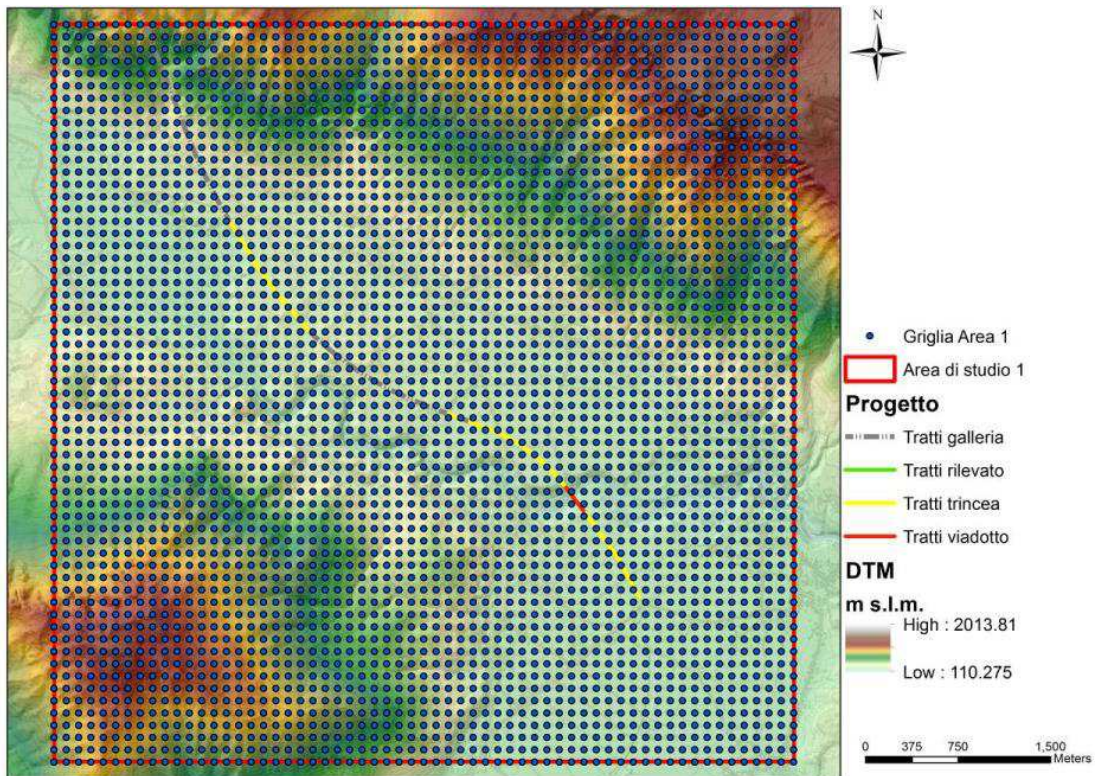 N
Griglia Area 1
Area di studio 1
Progetto
Tratti galleria
Tratti rilevato
Tratti trincea
Tratti viadotto
DTM
m s.l.m.
High : 2013.81
Low : 110.275
0 375 750 1,500
Meters